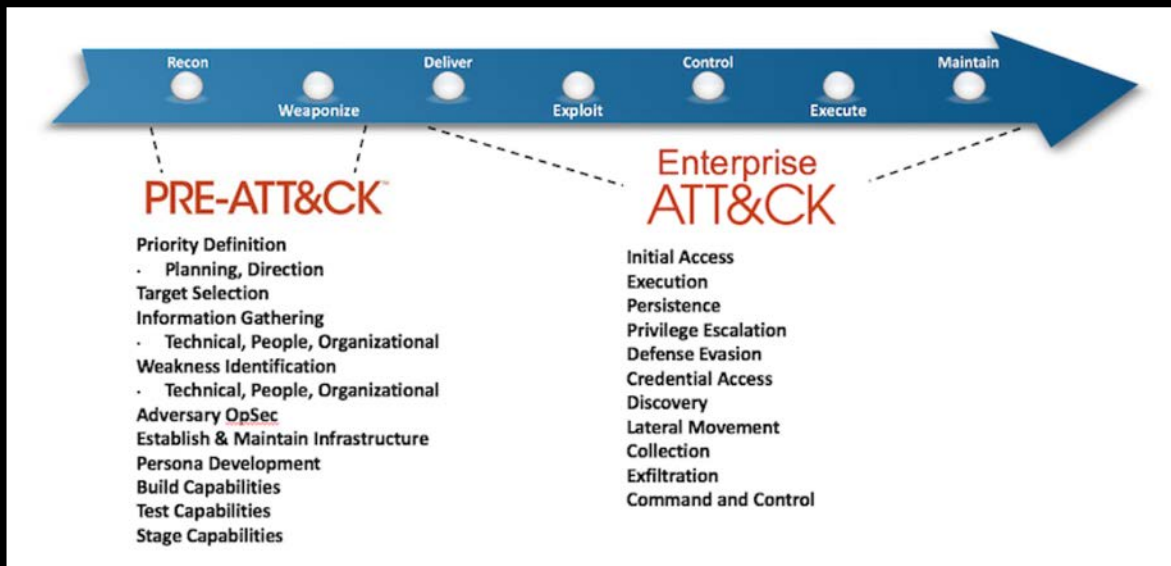 Recon
Weaponize
Deliver
Exploit
Control
Execute
Maintain
PRE-ATT&CK™
Priority Definition
· Planning, Direction
Target Selection
Information Gathering
· Technical, People, Organizational
Weakness Identification
· Technical, People, Organizational
Adversary OpSec
Establish & Maintain Infrastructure
Persona Development
Build Capabilities
Test Capabilities
Stage Capabilities
Enterprise
ATT&CK
Initial Access
Execution
Persistence
Privilege Escalation
Defense Evasion
Credential Access
Discovery
Lateral Movement
Collection
Exfiltration
Command and Control